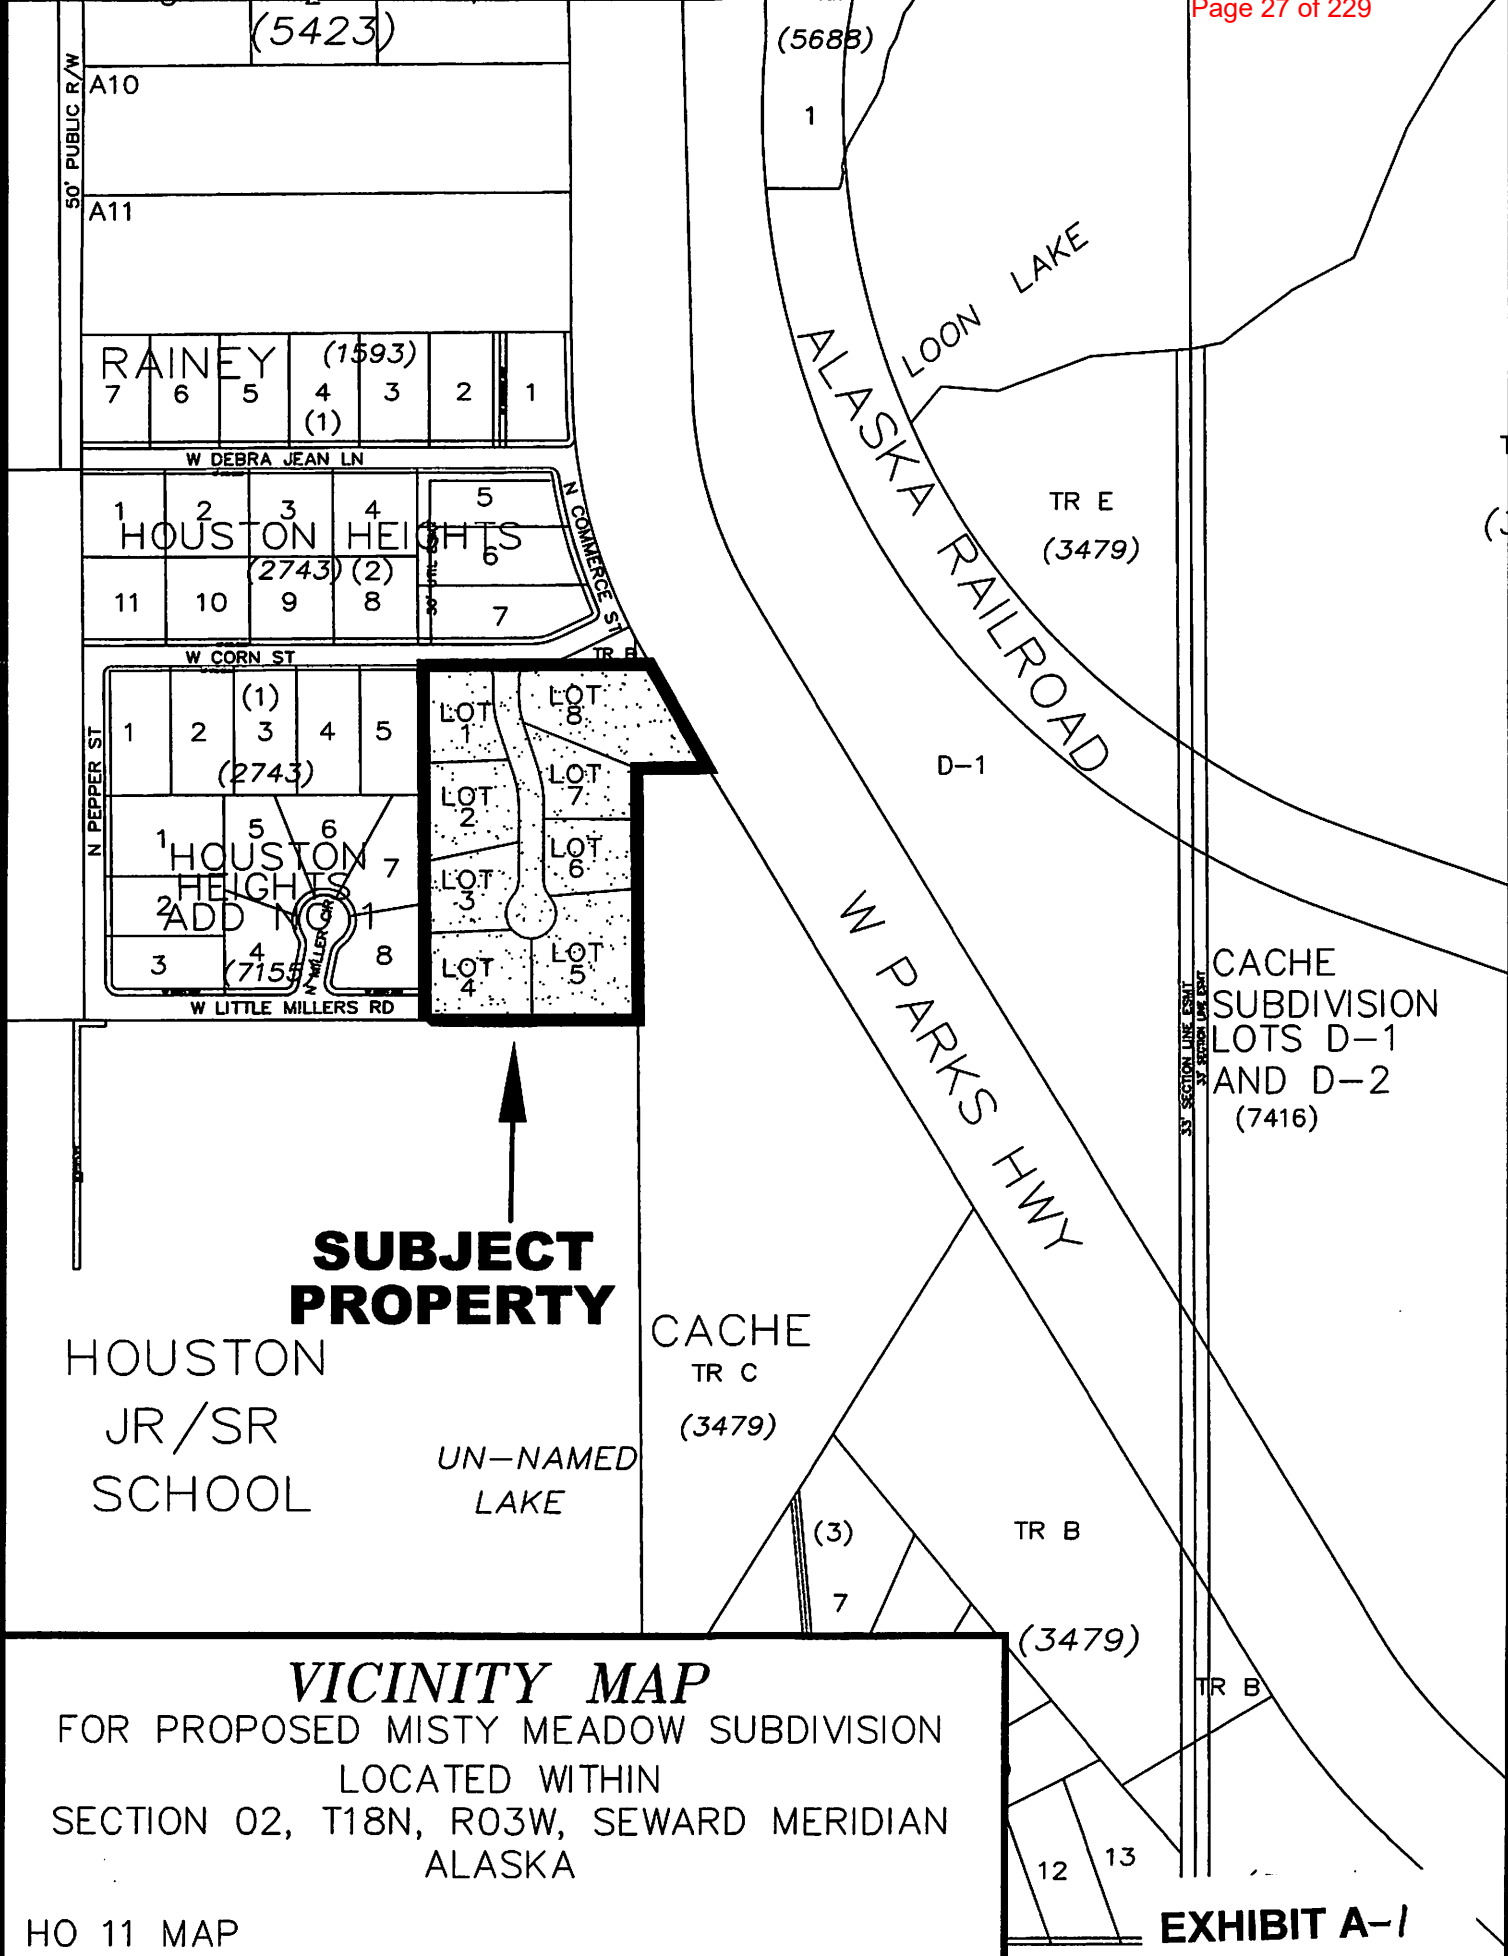 Page 27 of 229
(5423)
(5688)
1
50' PUBLIC R/W
A10
A11
LOON LAKE
ALASKA RAILROAD
RAINEY (1593)
7 6 5 4 3 2 1
(1)
W DEBRA JEAN LN
N COMMERCE ST
1 2 3 4 5
HOUSTON HEIGHTS
6
(2743) (2)
11 10 9 8 7
TR E
(3479)
W CORN ST
TR B
N PEPPER ST
(1)
1 2 3 4 5
(2743)
LOT 1
LOT 8
LOT 2
LOT 7
LOT 3
LOT 6
LOT 4
LOT 5
D-1
1 5 6
HOUSTON
7
HEIGHTS
2
ADD NO 1
3 4 8
(7155
N MILLER CIR
W LITTLE MILLERS RD
W PARKS HWY
33' SECTION LINE ESMT
33' SECTION LINE ESMT
CACHE
SUBDIVISION
LOTS D-1
AND D-2
(7416)
SUBJECT
PROPERTY
HOUSTON
JR/SR
SCHOOL
UN-NAMED
LAKE
CACHE
TR C
(3479)
(3)
7
TR B
(3479)
TR B
12 13
VICINITY MAP
FOR PROPOSED MISTY MEADOW SUBDIVISION
LOCATED WITHIN
SECTION 02, T18N, R03W, SEWARD MERIDIAN
ALASKA
HO 11 MAP
EXHIBIT A-1